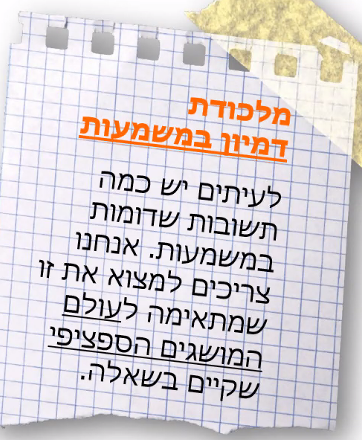 מלכודת
דמיון במשמעות
לעיתים יש כמה
תשובות שדומות
במשמעות. אנחנו
צריכים למצוא את זו
שמתאימה לעולם
המושגים הספציפי
שקיים בשאלה.